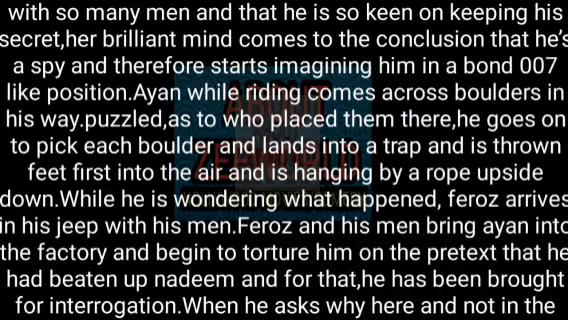 with so many men and that he is so keen on keeping his
secret,her brilliant mind comes to the conclusion that he's
a spy and therefore starts imagining him in a bond 007
like position.Ayan while riding comes across boulders in
his way.puzzled,as to who placed them there,he goes on
to pick each boulder and lands into a trap and is thrown
feet first into the air and is hanging by a rope upside
down.While he is wondering what happened, feroz arrives
in his jeep with his men.Feroz and his men bring ayan into
the factory and begin to torture him on the pretext that he
had beaten up nadeem and for that,he has been brought
for interrogation.When he asks why here and not in the